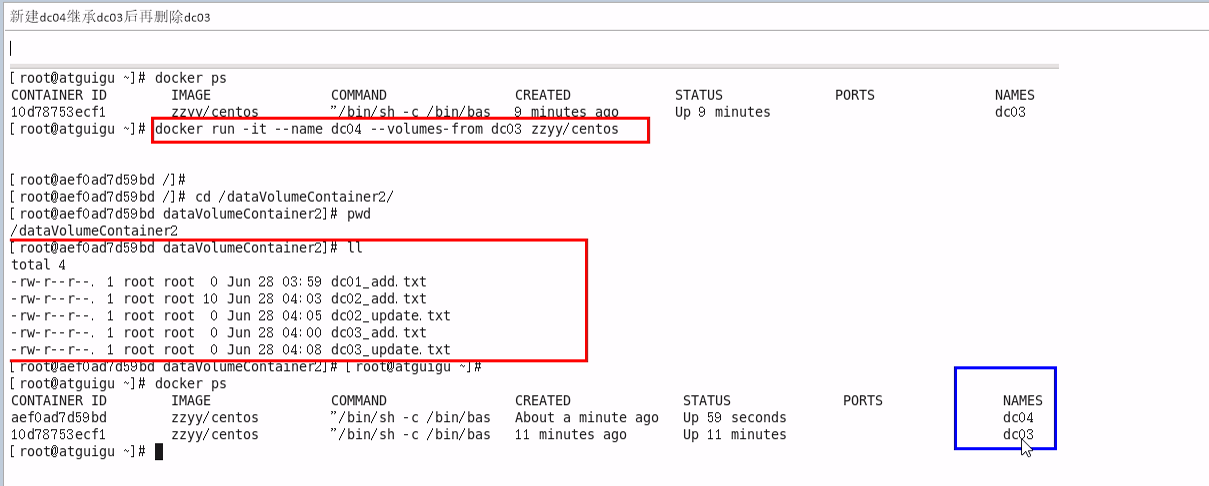 新建dc04继承dc03后再删除dc03
[root@atguigu ~]# docker ps
CONTAINER ID IMAGE COMMAND CREATED STATUS PORTS NAMES
10d78753ecf1 zzyy/centos "/bin/sh -c /bin/bas 9 minutes ago Up 9 minutes dc03
[root@atguigu ~]# docker run -it --name dc04 --volumes-from dc03 zzyy/centos
[root@aef0ad7d59bd /]#
[root@aef0ad7d59bd /]# cd /dataVolumeContainer2/
[root@aef0ad7d59bd dataVolumeContainer2]# pwd
/dataVolumeContainer2
[root@aef0ad7d59bd dataVolumeContainer2]# ll
total 4
-rw-r--r--. 1 root root 0 Jun 28 03:59 dc01_add.txt
-rw-r--r--. 1 root root 10 Jun 28 04:03 dc02_add.txt
-rw-r--r--. 1 root root 0 Jun 28 04:05 dc02_update.txt
-rw-r--r--. 1 root root 0 Jun 28 04:00 dc03_add.txt
-rw-r--r--. 1 root root 0 Jun 28 04:08 dc03_update.txt
[root@aef0ad7d59bd dataVolumeContainer2]# [root@atguigu ~]#
[root@atguigu ~]# docker ps
CONTAINER ID IMAGE COMMAND CREATED STATUS PORTS NAMES
aef0ad7d59bd zzyy/centos "/bin/sh -c /bin/bas About a minute ago Up 59 seconds dc04
10d78753ecf1 zzyy/centos "/bin/sh -c /bin/bas 11 minutes ago Up 11 minutes dc03
[root@atguigu ~]#